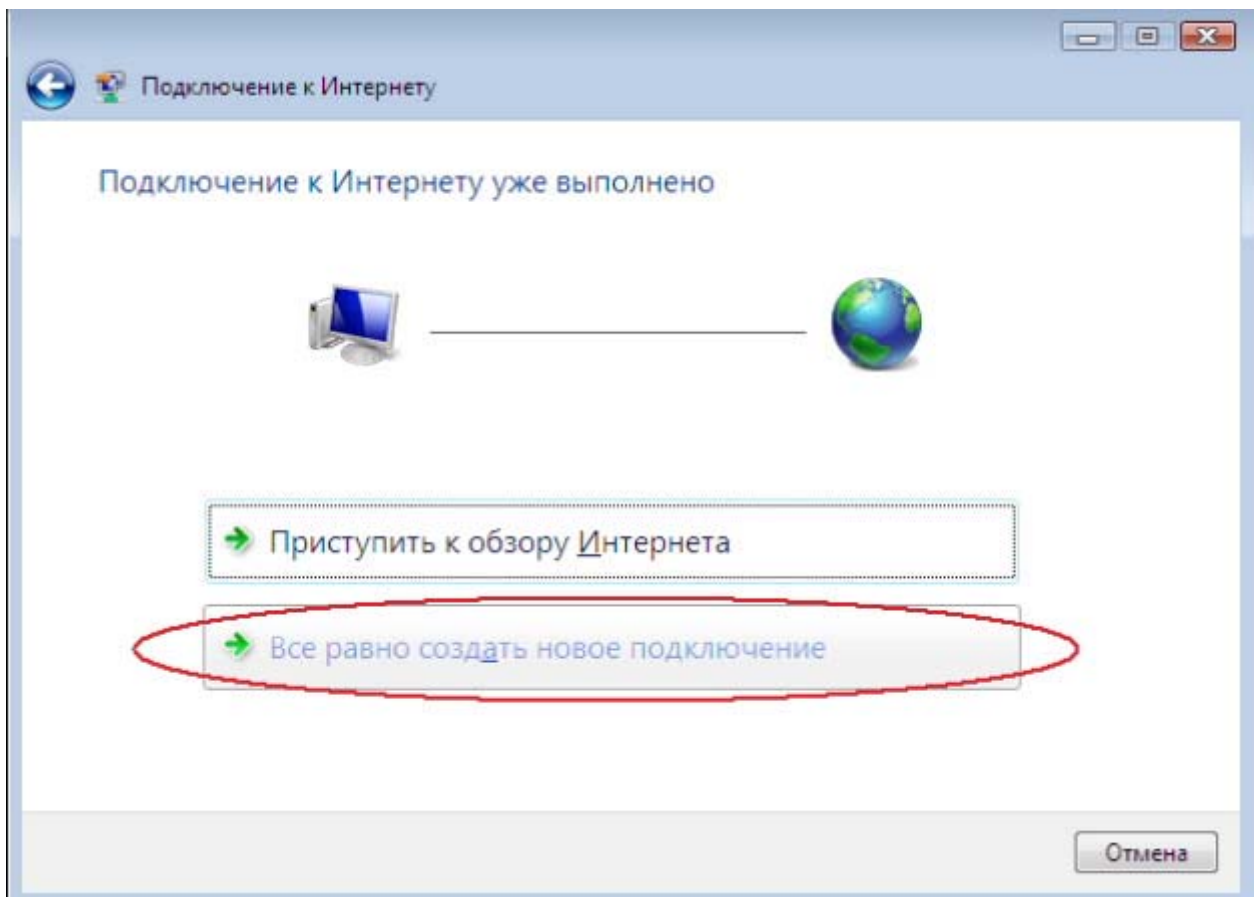 Подключение к Интернету
Подключение к Интернету уже выполнено
Приступить к обзору Интернета
Все равно создать новое подключение
Отмена